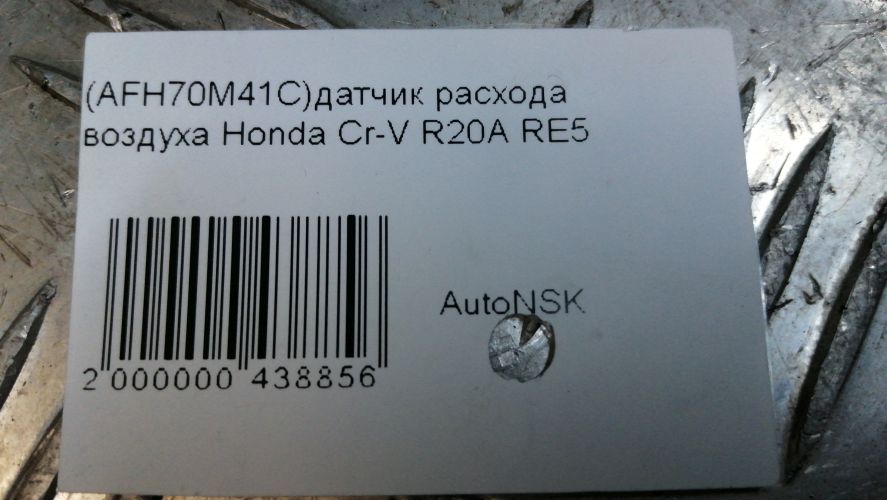 (AFH70M41C)датчик расхода
воздуха Honda Cr-V R20A RE5
AutoNSK
2 000000 438856